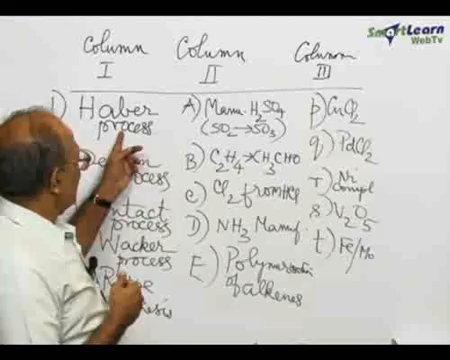 SmartLearn
WebTv
Column I
Column II
Column III
1) Haber process
process
Contact process
Wacker process
A) Manu. H2SO4
(SO2 → SO3)
B) C2H4 → CH3CHO
C) Cl2 from HCl
D) NH3 Manuf
E) Polymerisation
of alkenes
p) CuCl2
q) PdCl2
r) Ni compl
s) V2O5
t) Fe/Mo